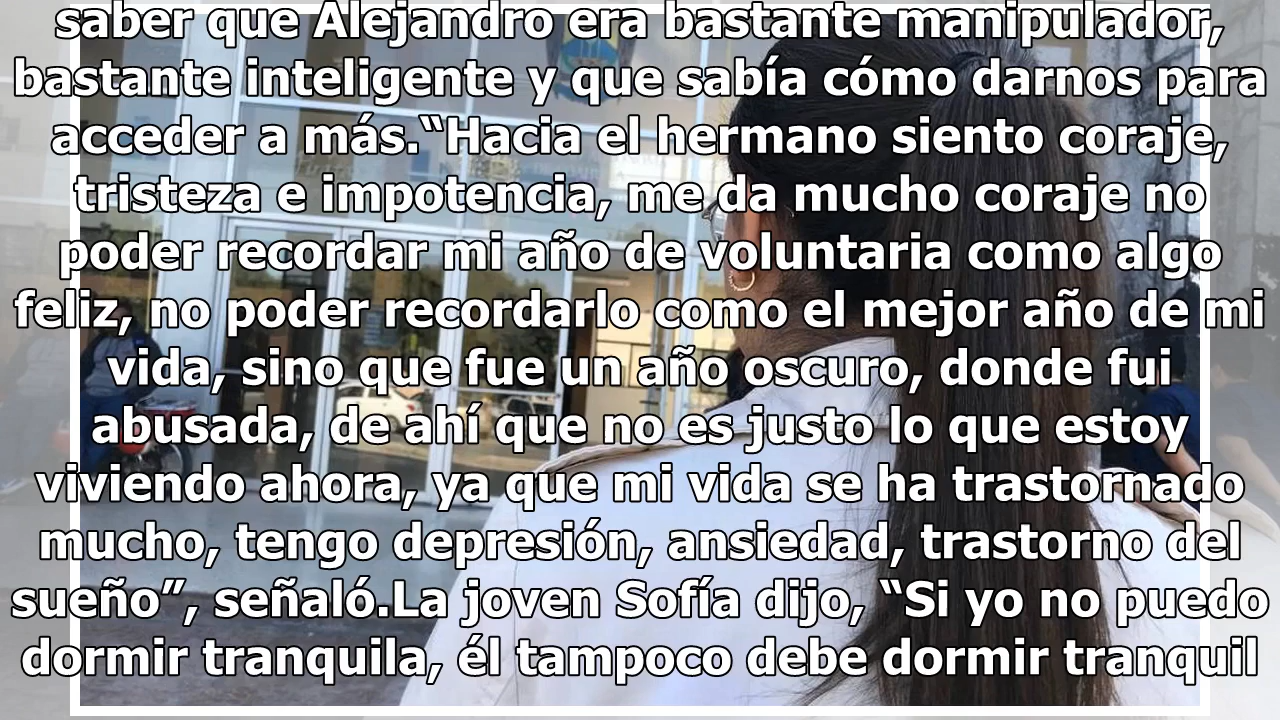 saber que Alejandro era bastante manipulador,
bastante inteligente y que sabía cómo darnos para
acceder a más.“Hacia el hermano siento coraje,
tristeza e impotencia, me da mucho coraje no
poder recordar mi año de voluntaria como algo
feliz, no poder recordarlo como el mejor año de mi
vida, sino que fue un año oscuro, donde fui
abusada, de ahí que no es justo lo que estoy
viviendo ahora, ya que mi vida se ha trastornado
mucho, tengo depresión, ansiedad, trastorno del
sueño”, señaló.La joven Sofía dijo, “Si yo no puedo
dormir tranquila, él tampoco debe dormir tranquil